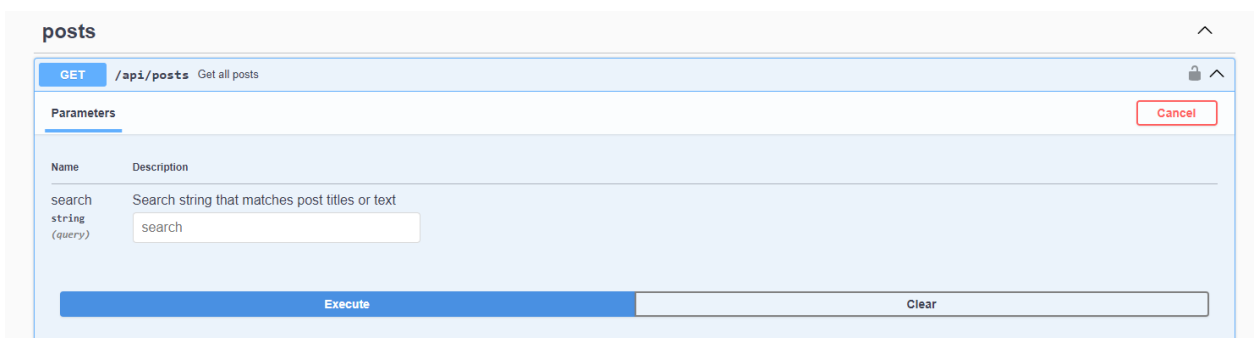 posts
GET /api/posts Get all posts
Parameters
Cancel
Name Description
search Search string that matches post titles or text
string
(query)
search
Execute Clear